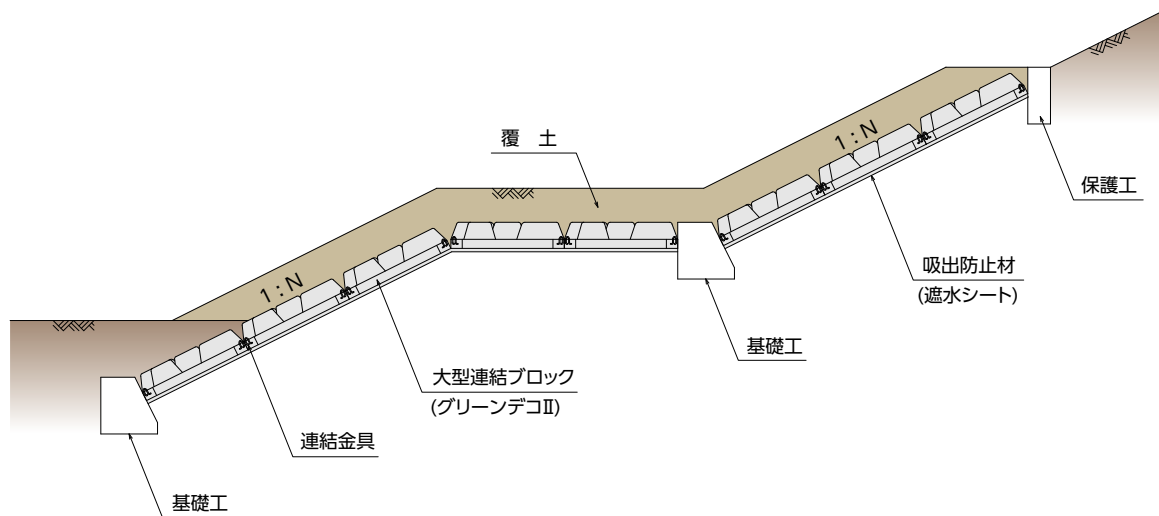 覆　土
1:N
保護工
吸出防止材
(遮水シート)
1:N
基礎工
大型連結ブロック
(グリーンデコⅡ)
連結金具
基礎工